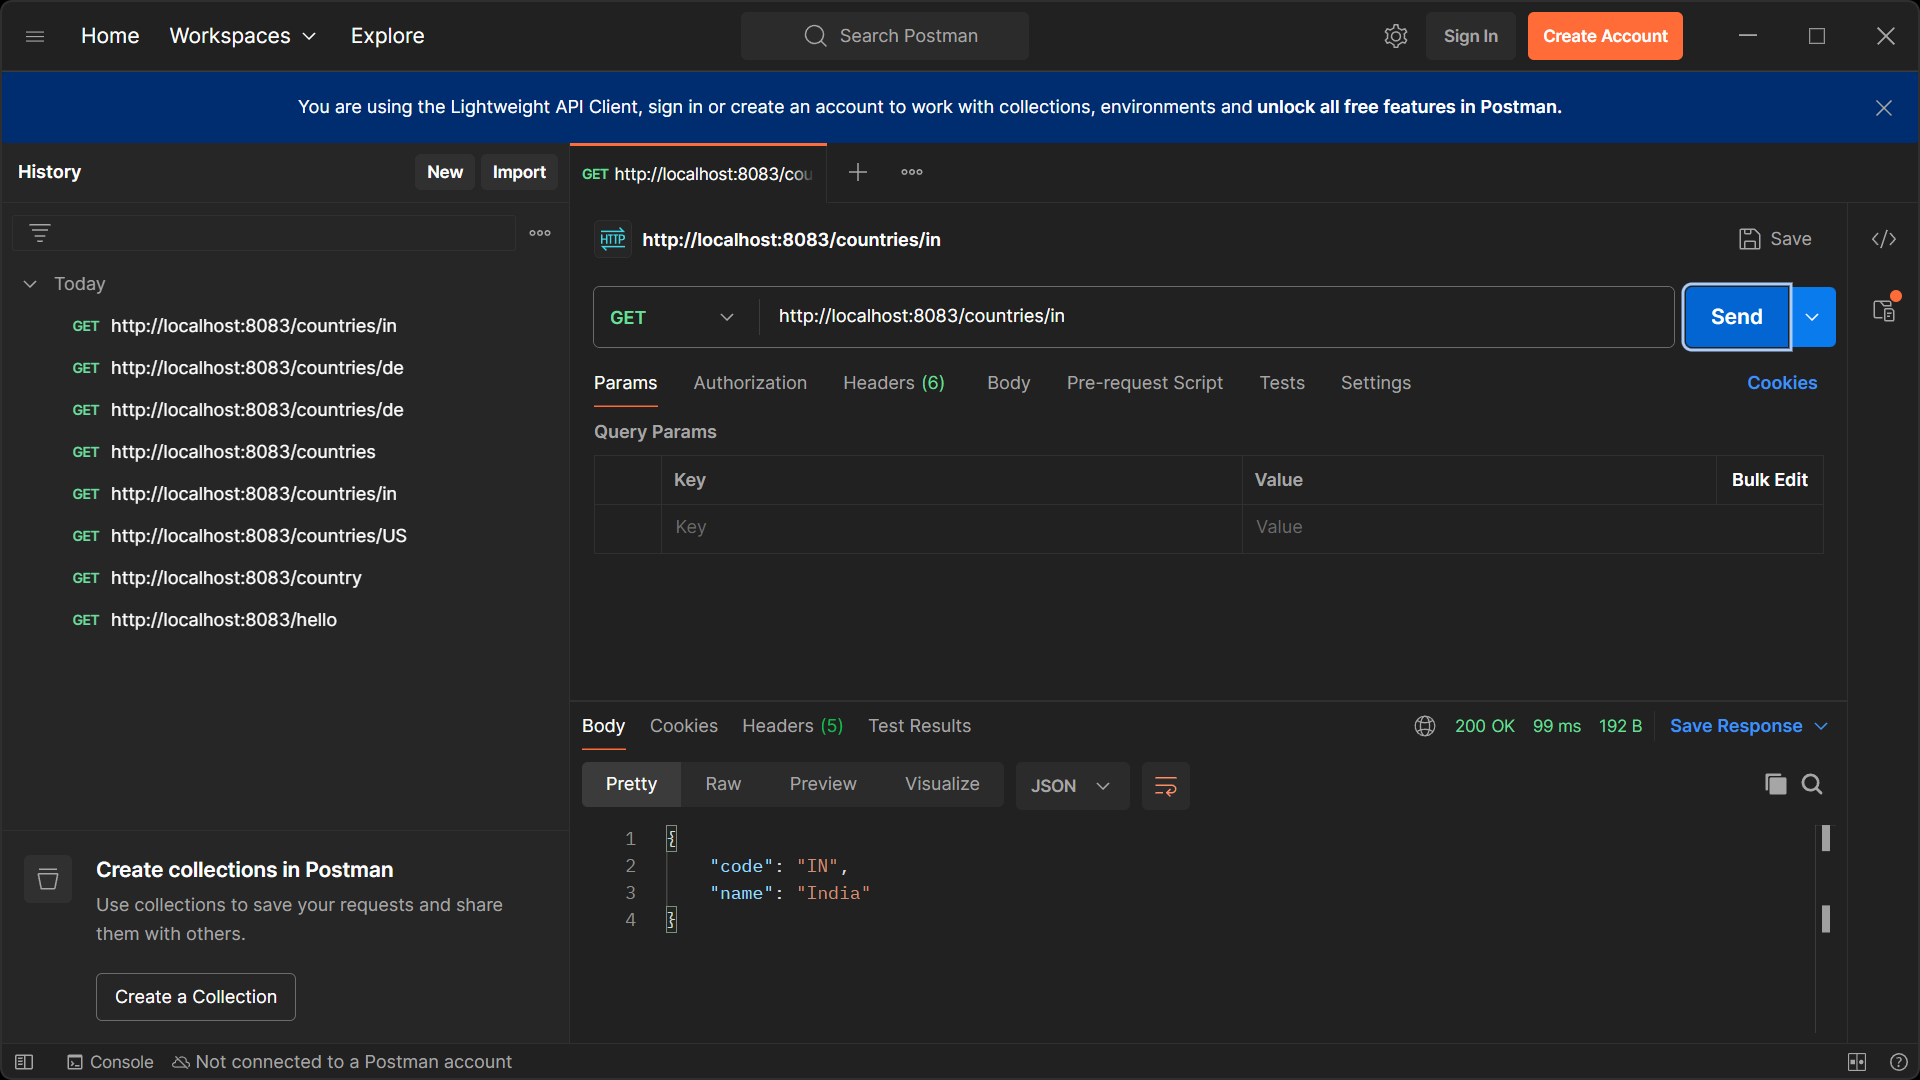 Home Workspaces Explore Search Postman Sign In Create Account
You are using the Lightweight API Client, sign in or create an account to work with collections, environments and unlock all free features in Postman.
History New Import
GET http://localhost:8083/cou
HTTP http://localhost:8083/countries/in Save
Today
GET http://localhost:8083/countries/in
GET http://localhost:8083/countries/de
GET http://localhost:8083/countries/de
GET http://localhost:8083/countries
GET http://localhost:8083/countries/in
GET http://localhost:8083/countries/US
GET http://localhost:8083/country
GET http://localhost:8083/hello
Create collections in Postman
Use collections to save your requests and share
them with others.
Create a Collection
GET http://localhost:8083/countries/in Send
Params Authorization Headers (6) Body Pre-request Script Tests Settings Cookies
Query Params
Key Value Bulk Edit
Key Value
Body Cookies Headers (5) Test Results 200 OK 99 ms 192 B Save Response
Pretty Raw Preview Visualize JSON
1 {
2 "code": "IN",
3 "name": "India"
4 }
Console Not connected to a Postman account